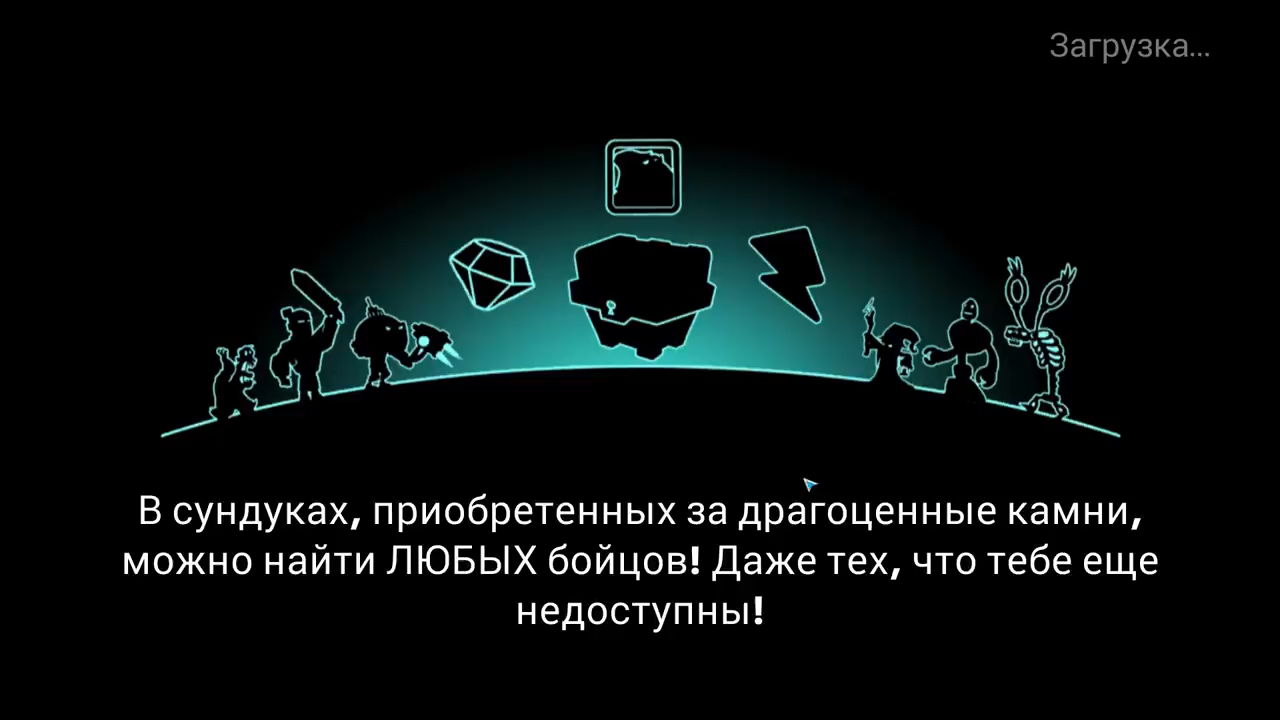 Загрузка...
В сундуках, приобретенных за драгоценные камни,
можно найти ЛЮБЫХ бойцов! Даже тех, что тебе еще
недоступны!